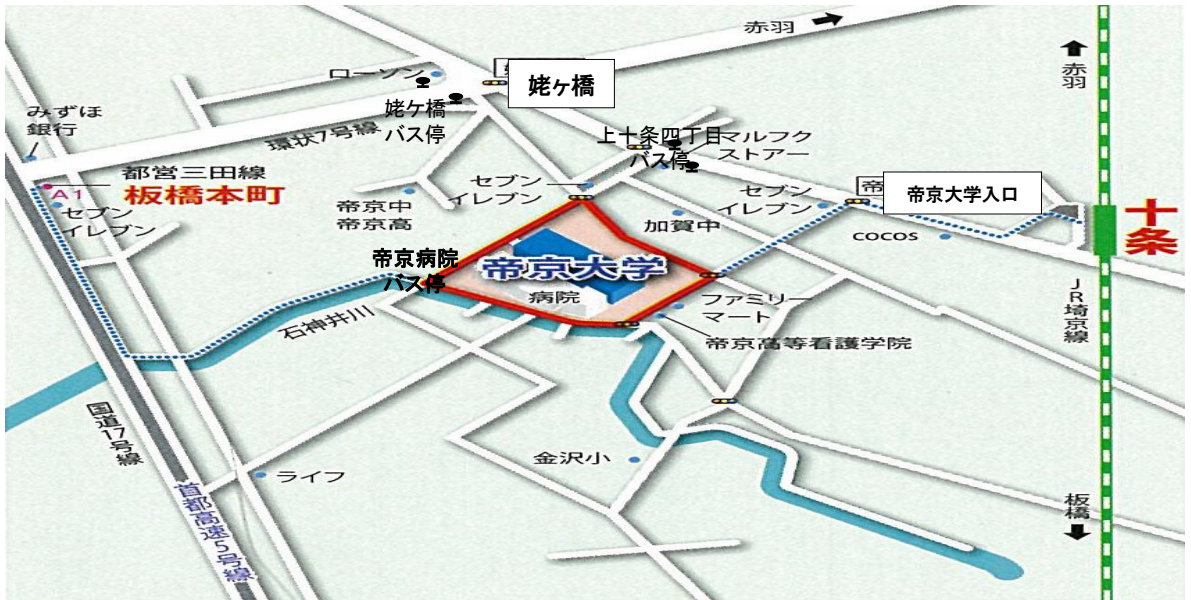 赤羽
ローソン
姥ヶ橋
姥ケ橋
バス停
環状7号線
みずほ
銀行
都営三田線
A1
板橋本町
セブン
イレブン
上十条四丁目
バス停
マルフク
ストアー
セブン
イレブン
帝京中
帝京高
加賀中
セブン
イレブン
帝
帝京大学入口
cocos
赤羽
十条
JR埼京線
帝京病院
バス停
帝京大学
病院
石神井川
ファミリー
マート
帝京高等看護学院
国道17号線
首都高速5号線
ライフ
金沢小
板橋